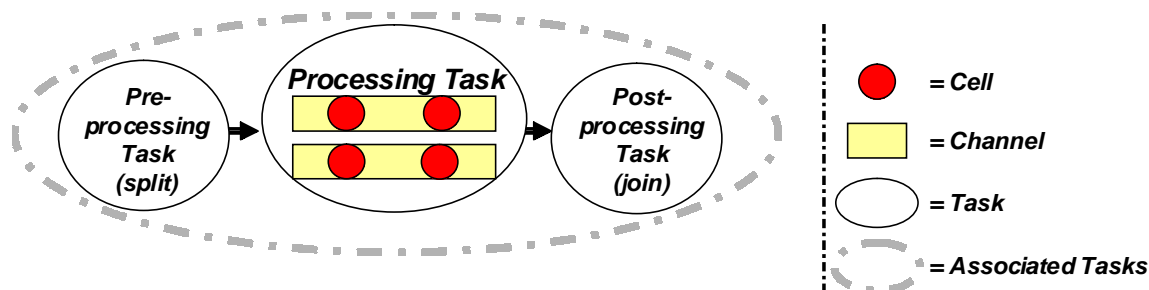 Pre-
processing
Task
(split)
Processing Task
Post-
processing
Task
(join)
= Cell
= Channel
= Task
= Associated Tasks